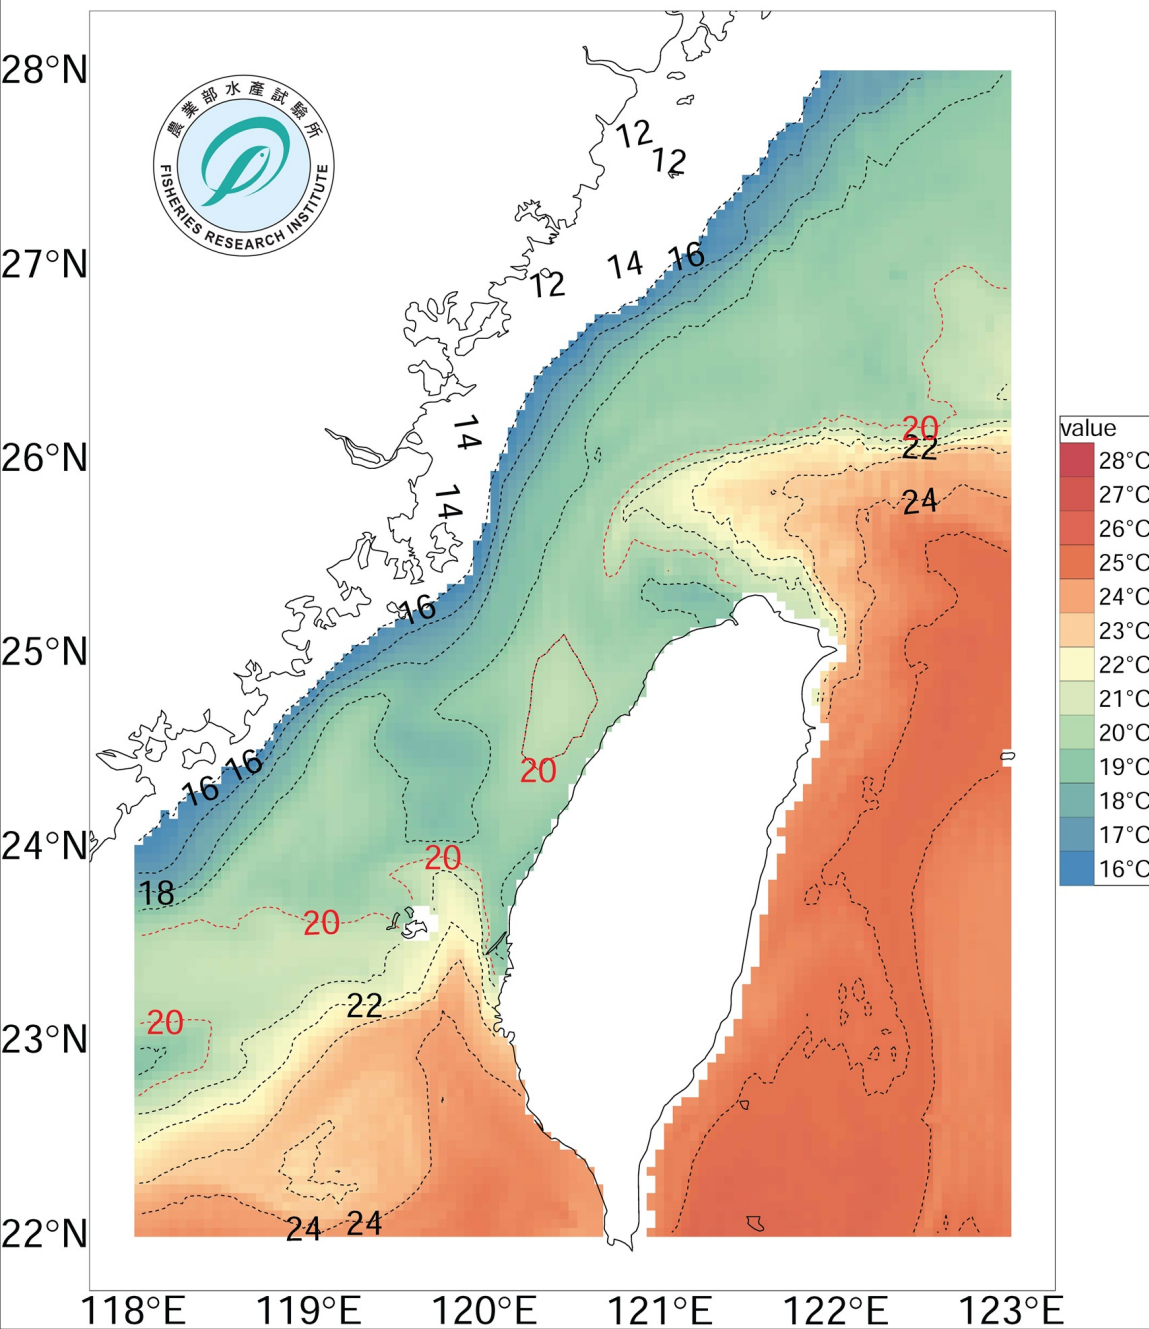 28°N
27°N
26°N
25°N
24°N
23°N
22°N
農業部水產試驗所
FISHERIES RESEARCH INSTITUTE
12
12
14
16
12
14
20
22
14
24
16
16
16
20
20
18
20
22
20
24
24
value
28°C
27°C
26°C
25°C
24°C
23°C
22°C
21°C
20°C
19°C
18°C
17°C
16°C
118°E
119°E
120°E
121°E
122°E
123°E